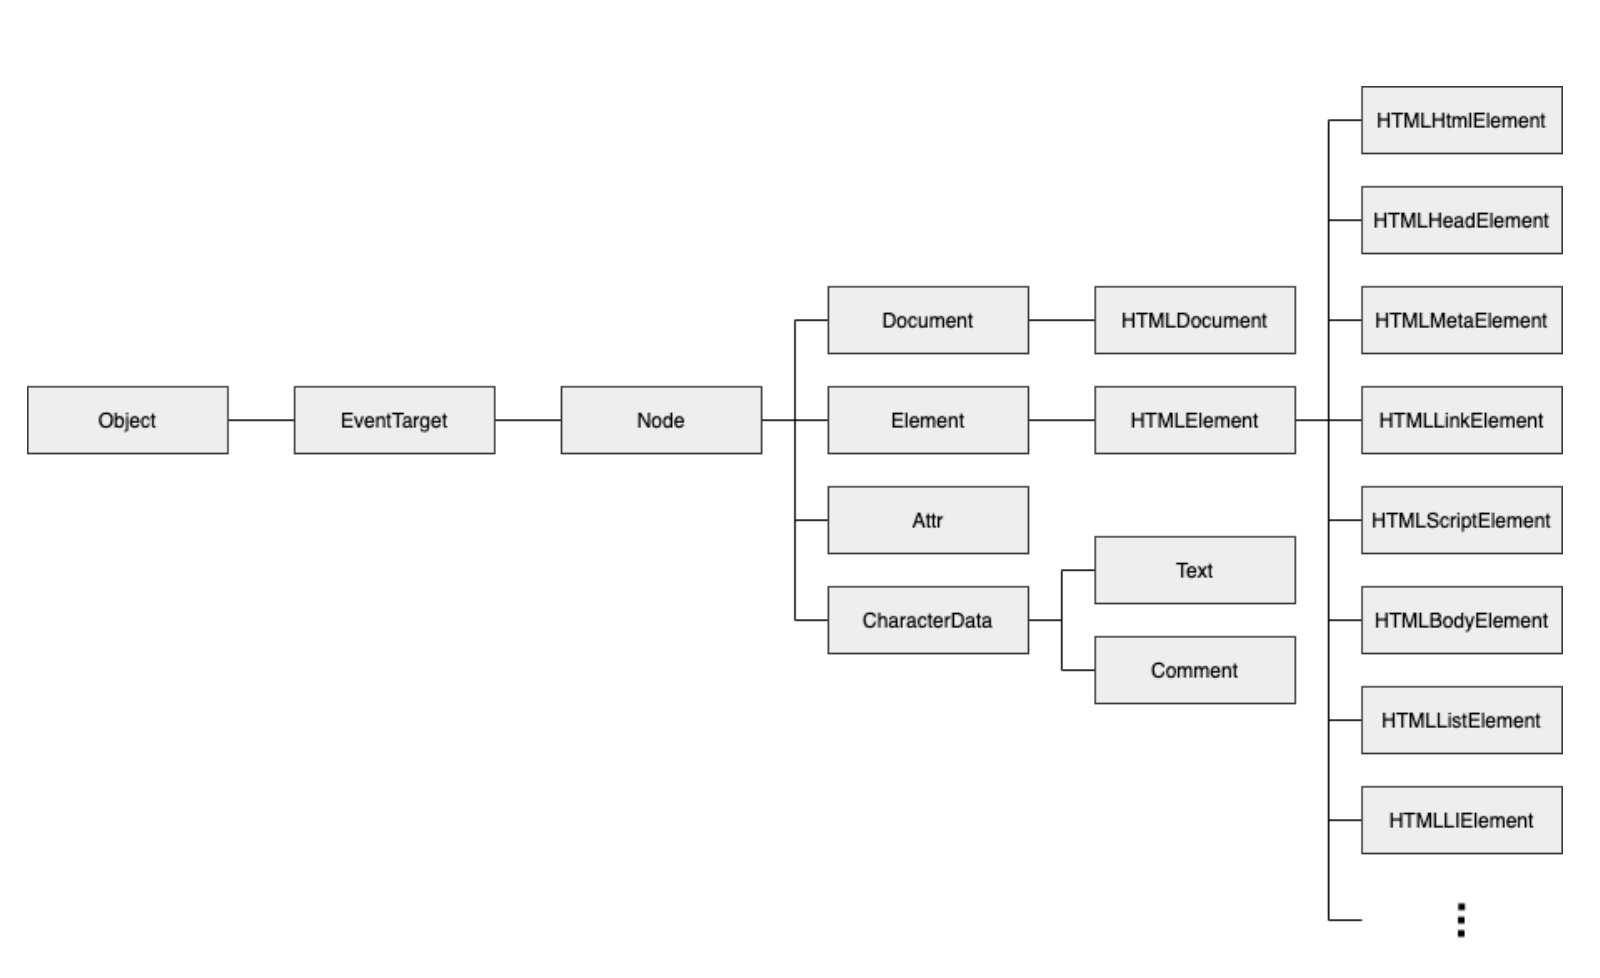 HTMLHtmlElement
HTMLHeadElement
Document
HTMLDocument
HTMLMetaElement
Object
EventTarget
Node
Element
HTMLElement
HTMLLinkElement
Attr
HTMLScriptElement
Text
CharacterData
HTMLBodyElement
Comment
HTMLListElement
HTMLLIElement